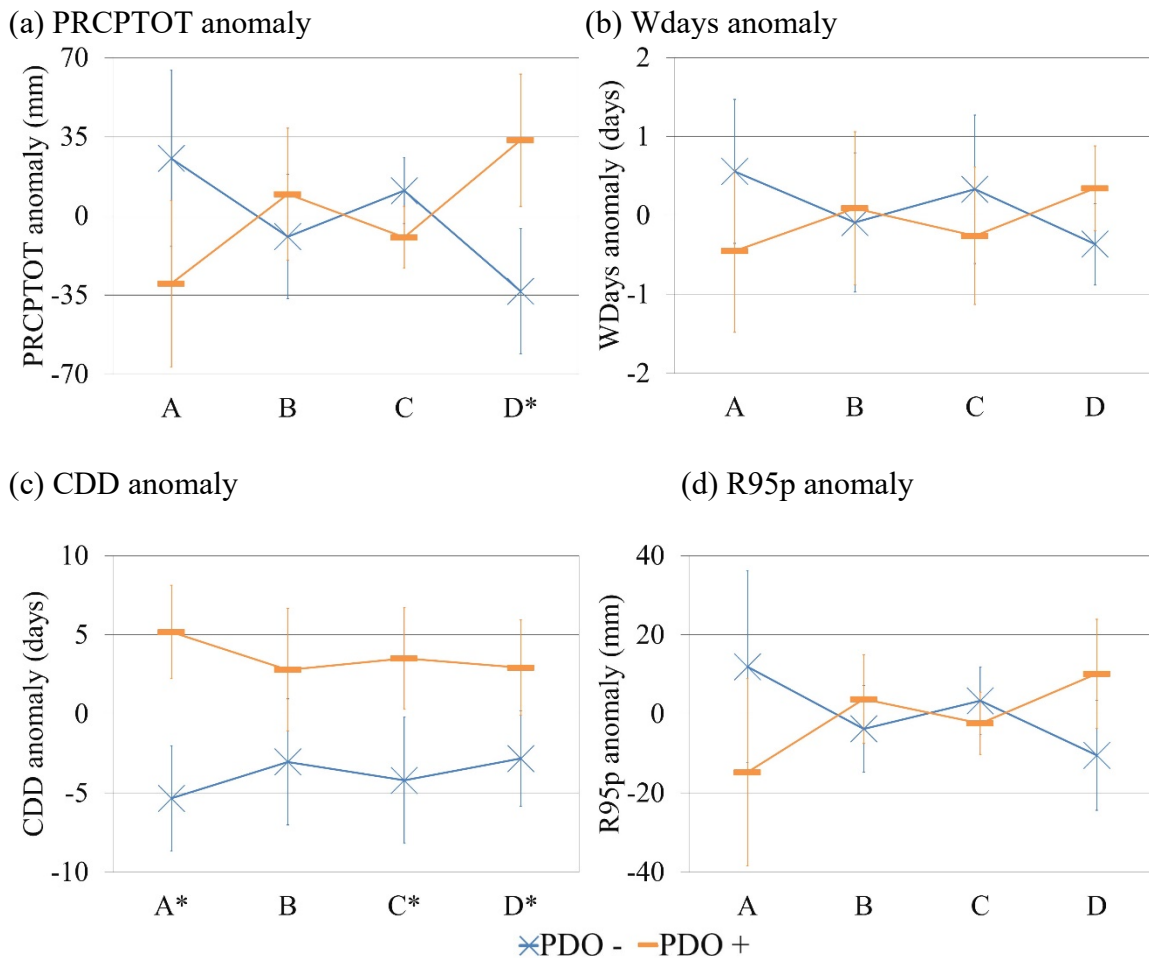 (a) PRCPTOT anomaly
PRCPTOT anomaly (mm)
70
35
0
-35
-70
A B C D*
(b) Wdays anomaly
WDays anomaly (days)
2
1
0
-1
-2
A B C D
(c) CDD anomaly
CDD anomaly (days)
10
5
0
-5
-10
A* B C* D*
(d) R95p anomaly
R95p anomaly (mm)
40
20
0
-20
-40
A B C D
PDO - PDO +